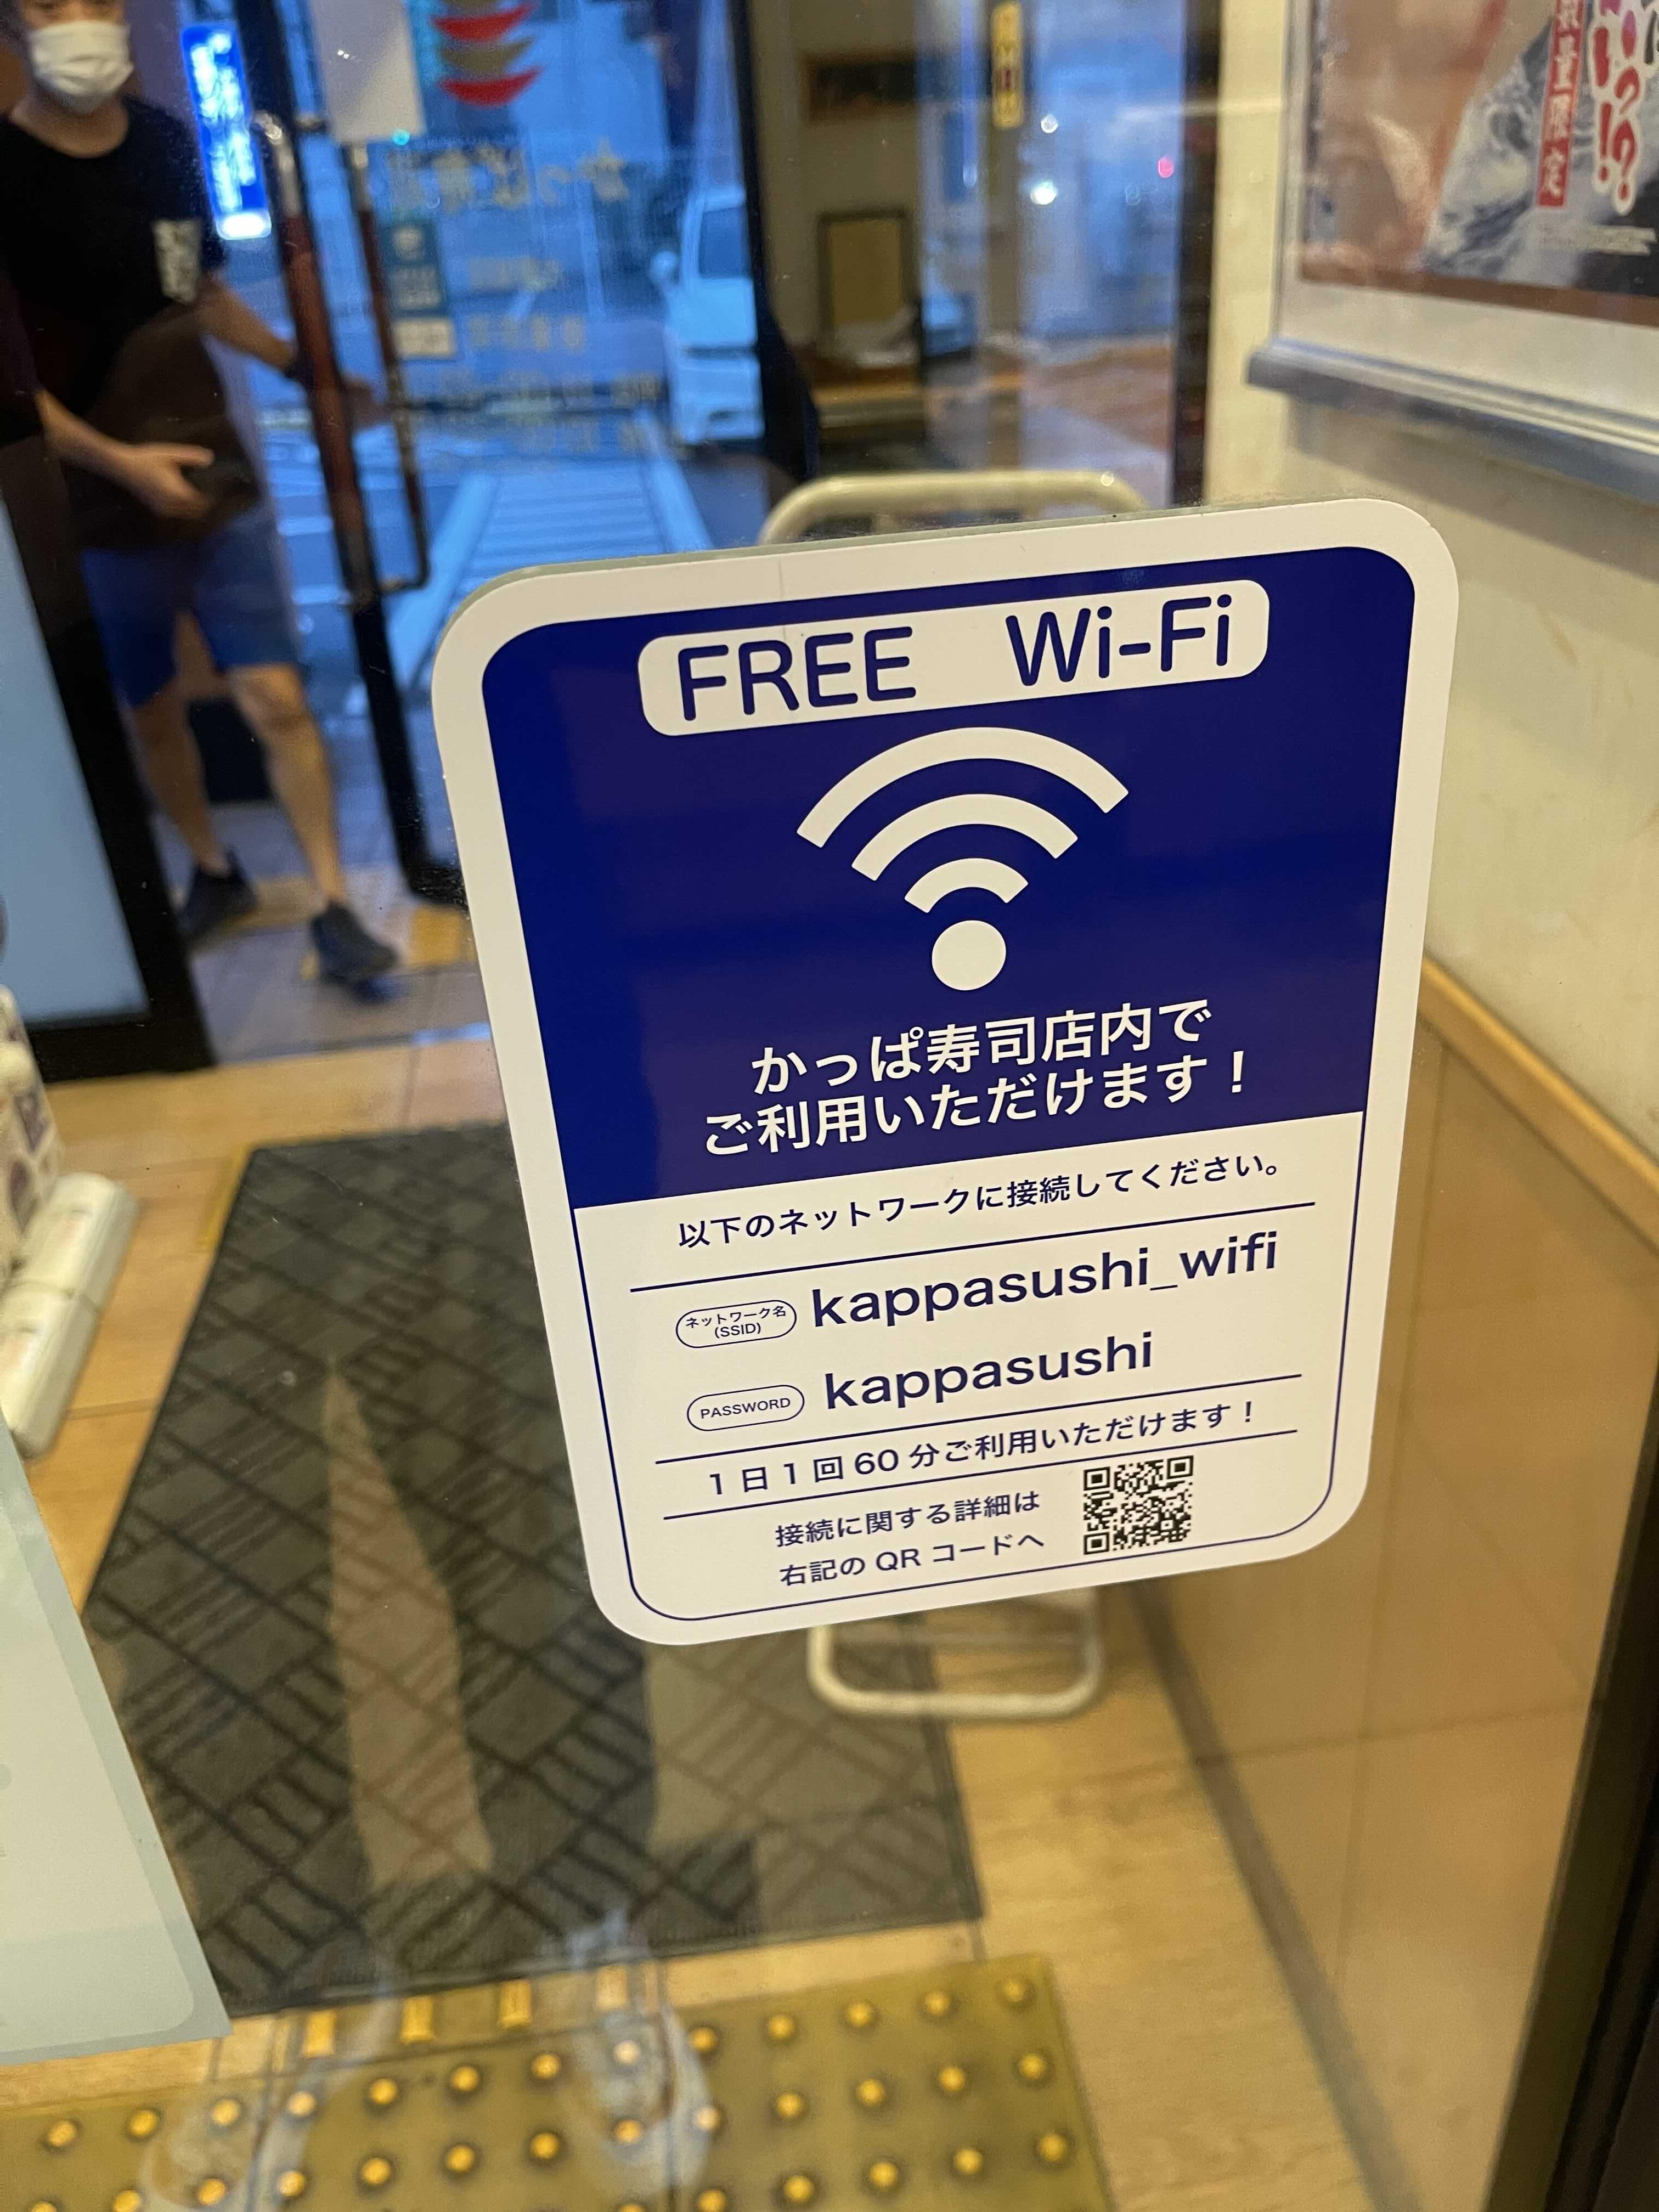 数量限定
FREE Wi-Fi
かっぱ寿司店内で
ご利用いただけます！
以下のネットワークに接続してください。
ネットワーク名
(SSID)
kappasushi_wifi
PASSWORD
kappasushi
1日1回60分ご利用いただけます！
接続に関する詳細は
右記のQRコードへ